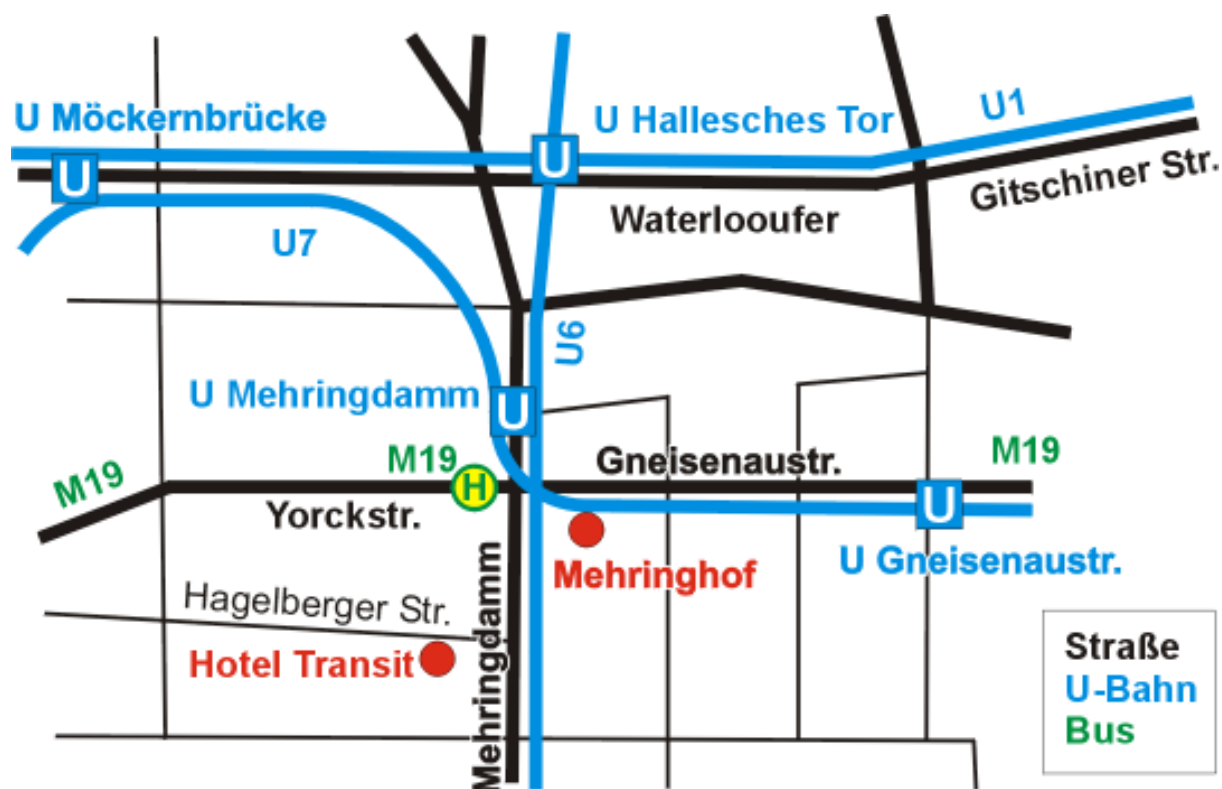 U1
U Möckernbrücke
U Hallesches Tor
U
U
Gitschiner Str.
Waterlooufer
U7
U6
U Mehringdamm
U
M19
M19
Gneisenaustr.
M19
H
Yorckstr.
U
Mehringhof
U Gneisenaustr.
Hagelberger Str.
Mehringdamm
Hotel Transit
Straße
U-Bahn
Bus